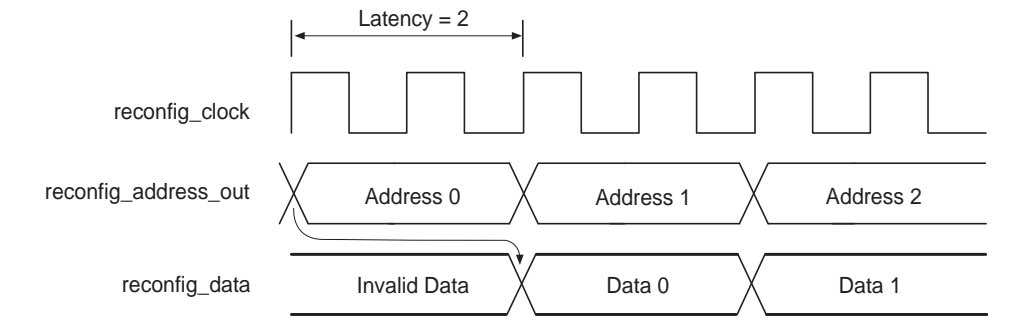 Latency = 2
reconfig_clock
reconfig_address_out Address 0 Address 1 Address 2
reconfig_data Invalid Data Data 0 Data 1